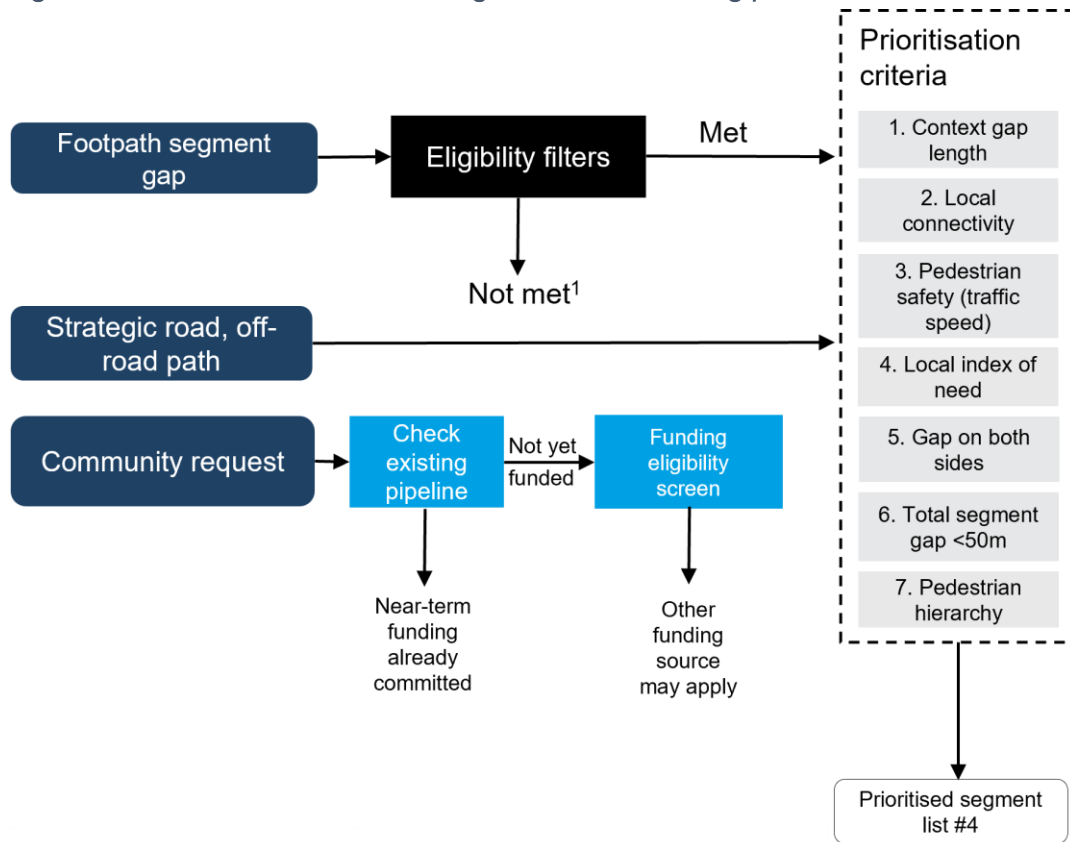 Prioritisation
criteria
Footpath segment
gap
Eligibility filters
Met
Not met¹
1. Context gap
length
2. Local
connectivity
3. Pedestrian
safety (traffic
speed)
4. Local index of
need
5. Gap on both
sides
6. Total segment
gap <50m
7. Pedestrian
hierarchy
Strategic road, off-
road path
Community request
Check
existing
pipeline
Not yet
funded
Funding
eligibility
screen
Near-term
funding
already
committed
Other
funding
source
may apply
Prioritised segment
list #4